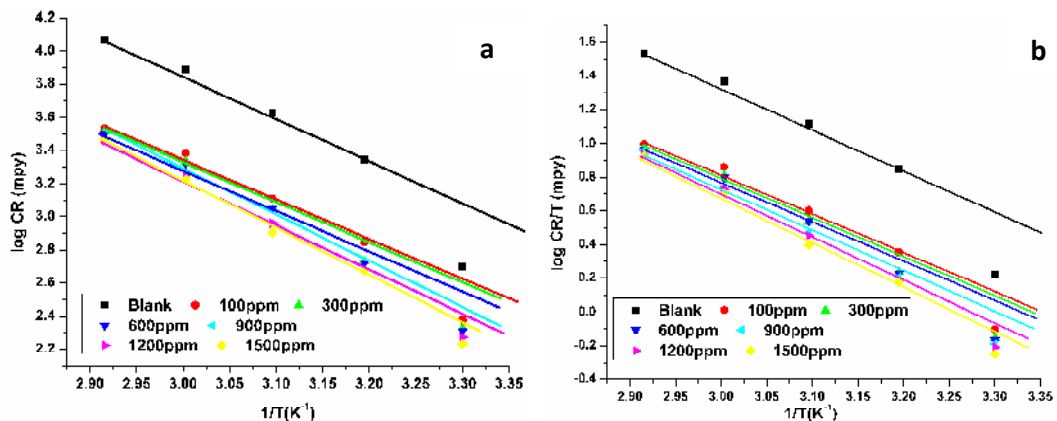 a
log CR (mpy)
4.2
4.0
3.8
3.6
3.4
3.2
3.0
2.8
2.6
2.4
2.2
Blank 100ppm 300ppm
600ppm 900ppm
1200ppm 1500ppm
2.90 2.95 3.00 3.05 3.10 3.15 3.20 3.25 3.30 3.35
1/T(K⁻¹)
b
log CR/T (mpy)
1.6
1.4
1.2
1.0
0.8
0.6
0.4
0.2
0.0
-0.2
-0.4
Blank 100ppm 300ppm
600ppm 900ppm
1200ppm 1500ppm
2.90 2.95 3.00 3.05 3.10 3.15 3.20 3.25 3.30 3.35
1/T(K⁻¹)